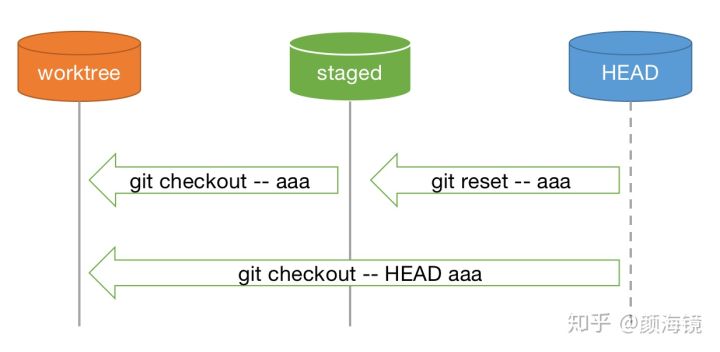 worktree
staged
HEAD
git checkout -- aaa
git reset -- aaa
git checkout -- HEAD aaa
知乎 @颜海镜